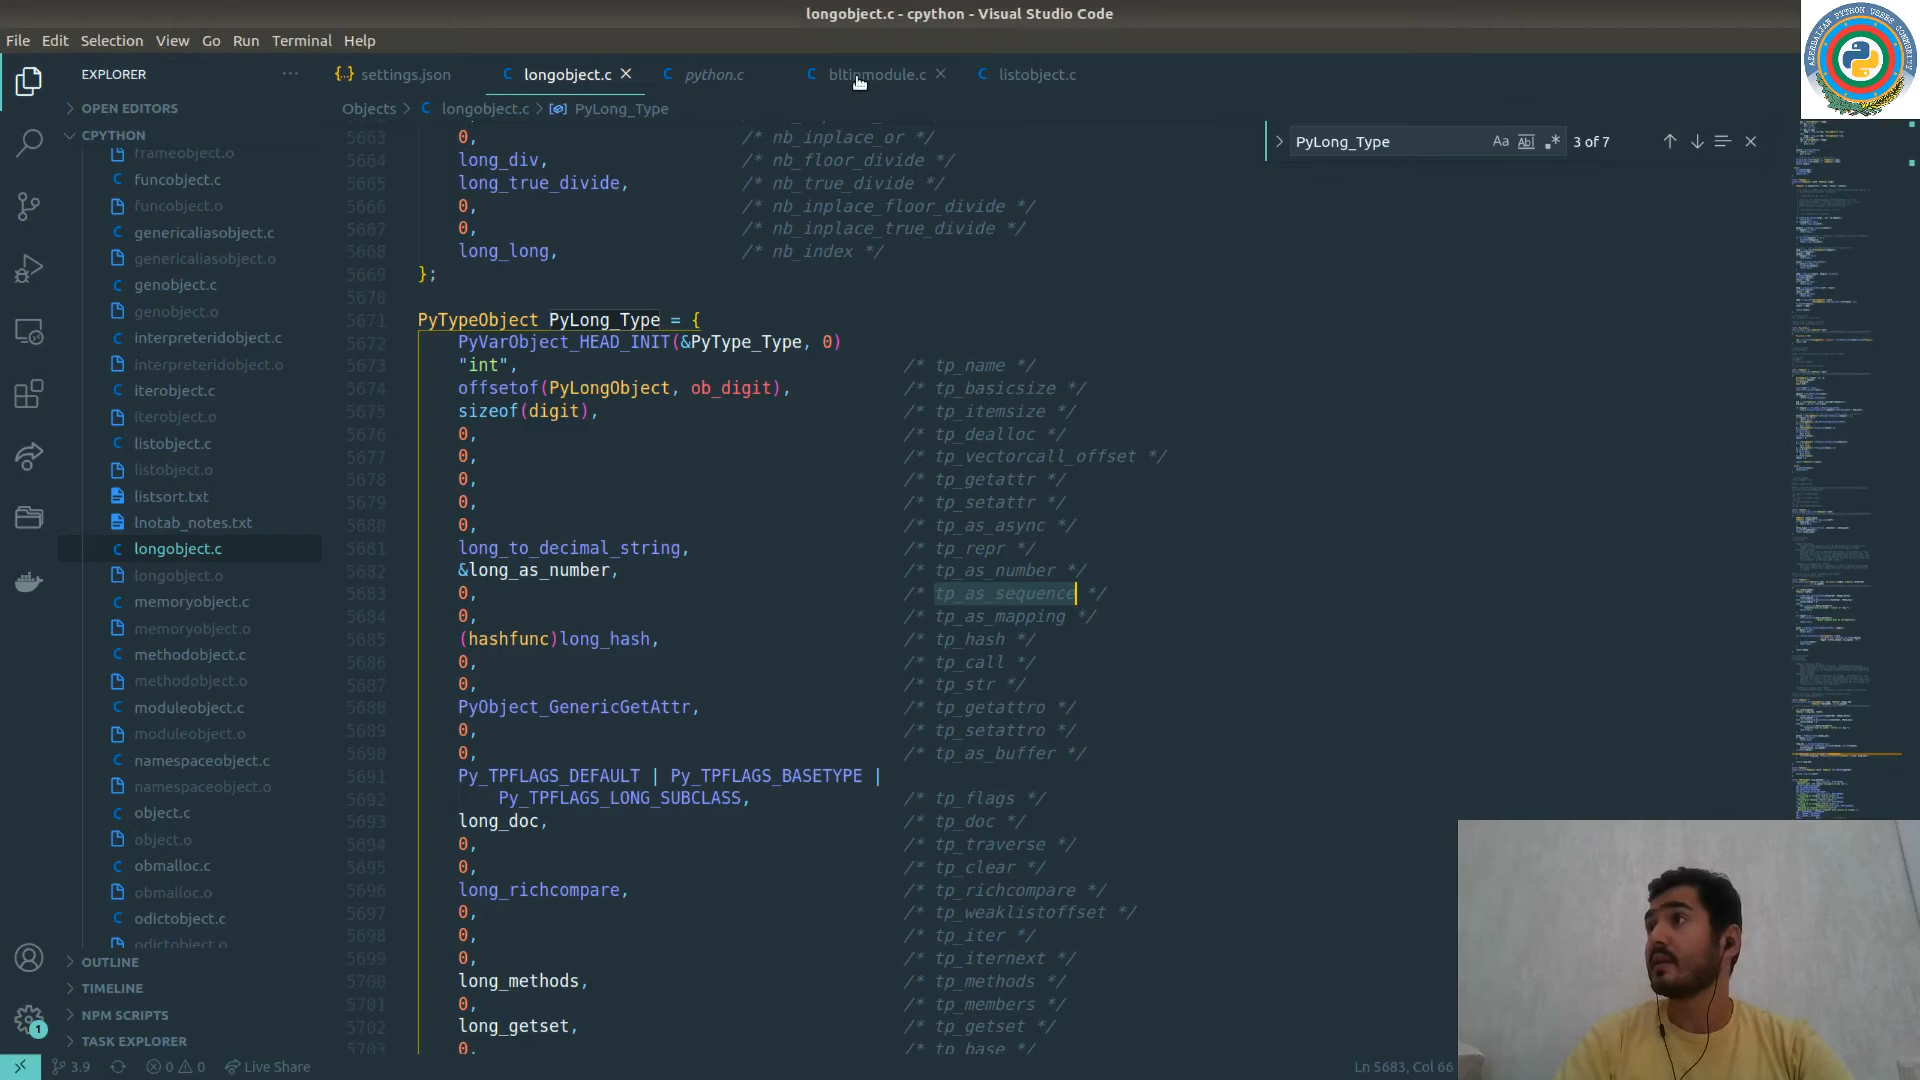 longobject.c - cpython - Visual Studio Code
File Edit Selection View Go Run Terminal Help
AZERBAIJAN PYTHON USERS COMMUNITY
EXPLORER
settings.json
longobject.c
python.c
listobject.c
OPEN EDITORS
Objects > longobject.c > PyLong_Type
CPYTHON
frameobject.o
funcobject.c
funcobject.o
genericaliasobject.c
genericaliasobject.o
genobject.c
genobject.o
interpreteridobject.c
interpreteridobject.o
iterobject.c
iterobject.o
listobject.c
listobject.o
listsort.txt
lnotab_notes.txt
longobject.c
longobject.o
memoryobject.c
memoryobject.o
methodobject.c
methodobject.o
moduleobject.c
moduleobject.o
namespaceobject.c
namespaceobject.o
object.c
object.o
obmalloc.c
obmalloc.o
odictobject.c
odictobject.o
OUTLINE
TIMELINE
NPM SCRIPTS
TASK EXPLORER
PyLong_Type Aa Ab| .* 3 of 7
5663 0, /* nb_inplace_or */
5664 long_div, /* nb_floor_divide */
5665 long_true_divide, /* nb_true_divide */
5666 0, /* nb_inplace_floor_divide */
5667 0, /* nb_inplace_true_divide */
5668 long_long, /* nb_index */
5669 };
5670
5671 PyTypeObject PyLong_Type = {
5672 PyVarObject_HEAD_INIT(&PyType_Type, 0)
5673 "int", /* tp_name */
5674 offsetof(PyLongObject, ob_digit), /* tp_basicsize */
5675 sizeof(digit), /* tp_itemsize */
5676 0, /* tp_dealloc */
5677 0, /* tp_vectorcall_offset */
5678 0, /* tp_getattr */
5679 0, /* tp_setattr */
5680 0, /* tp_as_async */
5681 long_to_decimal_string, /* tp_repr */
5682 &long_as_number, /* tp_as_number */
5683 0, /* tp_as_sequence */
5684 0, /* tp_as_mapping */
5685 (hashfunc)long_hash, /* tp_hash */
5686 0, /* tp_call */
5687 0, /* tp_str */
5688 PyObject_GenericGetAttr, /* tp_getattro */
5689 0, /* tp_setattro */
5690 0, /* tp_as_buffer */
5691 Py_TPFLAGS_DEFAULT | Py_TPFLAGS_BASETYPE |
5692 Py_TPFLAGS_LONG_SUBCLASS, /* tp_flags */
5693 long_doc, /* tp_doc */
5694 0, /* tp_traverse */
5695 0, /* tp_clear */
5696 long_richcompare, /* tp_richcompare */
5697 0, /* tp_weaklistoffset */
5698 0, /* tp_iter */
5699 0, /* tp_iternext */
5700 long_methods, /* tp_methods */
5701 0, /* tp_members */
5702 long_getset, /* tp_getset */
5703 0, /* tp_base */
1
3.9 0 0 Live Share
Ln 5683, Col 66